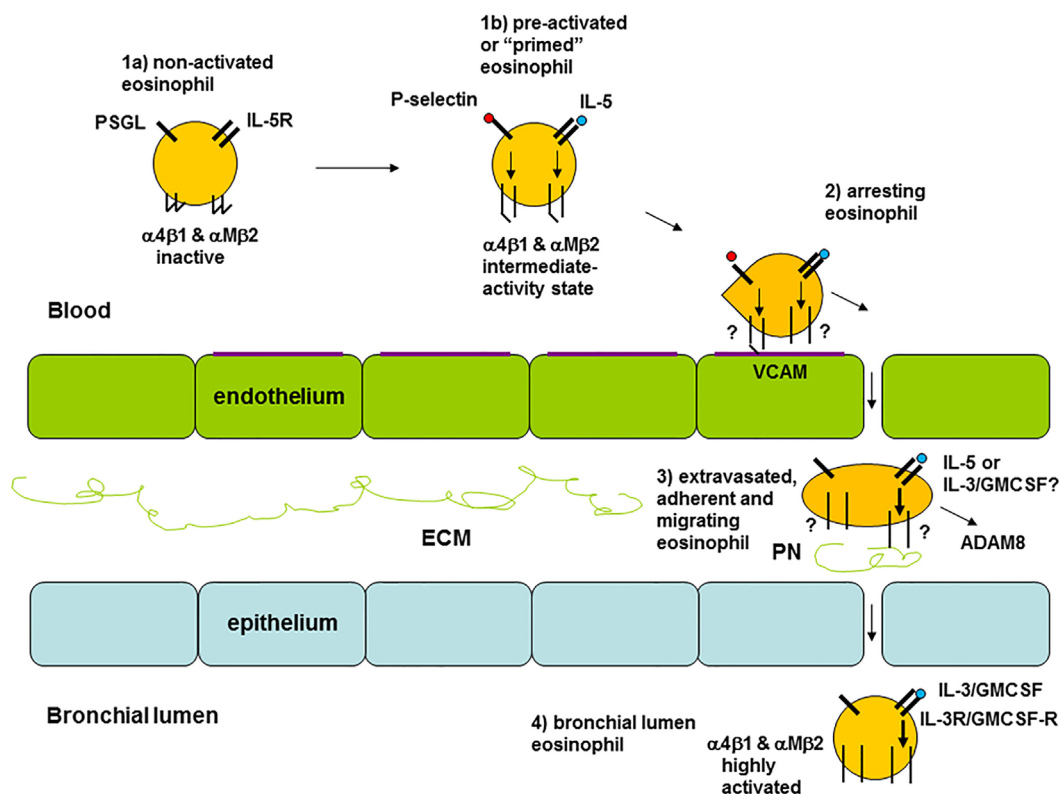 1a) non-activated
eosinophil
PSGL
IL-5R
α4β1 & αMβ2
inactive
1b) pre-activated
or “primed”
eosinophil
P-selectin
IL-5
α4β1 & αMβ2
intermediate-
activity state
2) arresting
eosinophil
?
?
Blood
VCAM
endothelium
3) extravasated,
adherent and
migrating
eosinophil
IL-5 or
IL-3/GMCSF?
?
?
ADAM8
ECM
PN
epithelium
Bronchial lumen
4) bronchial lumen
eosinophil
IL-3/GMCSF
IL-3R/GMCSF-R
α4β1 & αMβ2
highly
activated